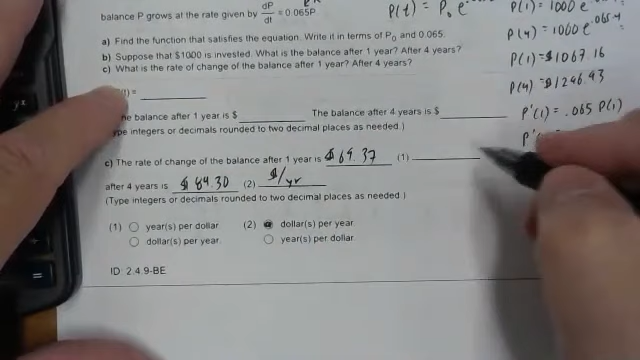 balance P grows at the rate given by dP/dt = 0.065P
P(t) = P₀ e
P(1) = 1000 e
a) Find the function that satisfies the equation. Write it in terms of P₀ and 0.065.
P(4) = 1000 e^.065·4
b) Suppose that $1000 is invested. What is the balance after 1 year? After 4 years?
c) What is the rate of change of the balance after 1 year? After 4 years?
P(1) = $1067.16
P(4) = $1296.93
(t) =
he balance after 1 year is $ The balance after 4 years is $
P'(1) = .065 P(1)
ype integers or decimals rounded to two decimal places as needed.)
c) The rate of change of the balance after 1 year is $69.37 (1)
after 4 years is $84.30 (2) $/yr
(Type integers or decimals rounded to two decimal places as needed.)
(1) year(s) per dollar (2) dollar(s) per year
dollar(s) per year year(s) per dollar
ID: 2.4.9-BE